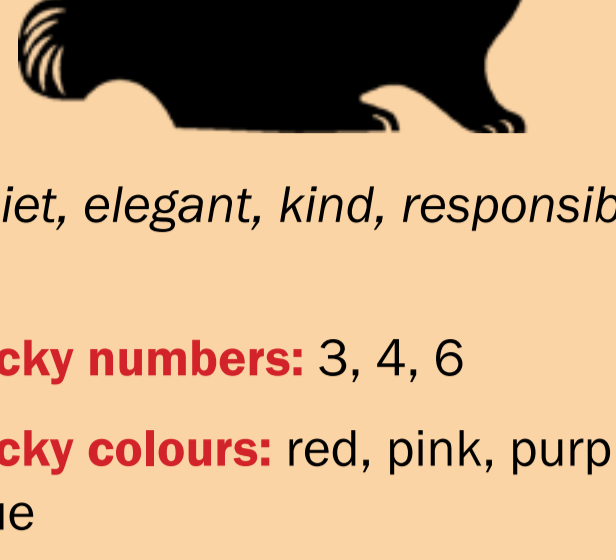 iet, elegant, kind, responsib
cky numbers: 3, 4, 6
cky colours: red, pink, purp
ue